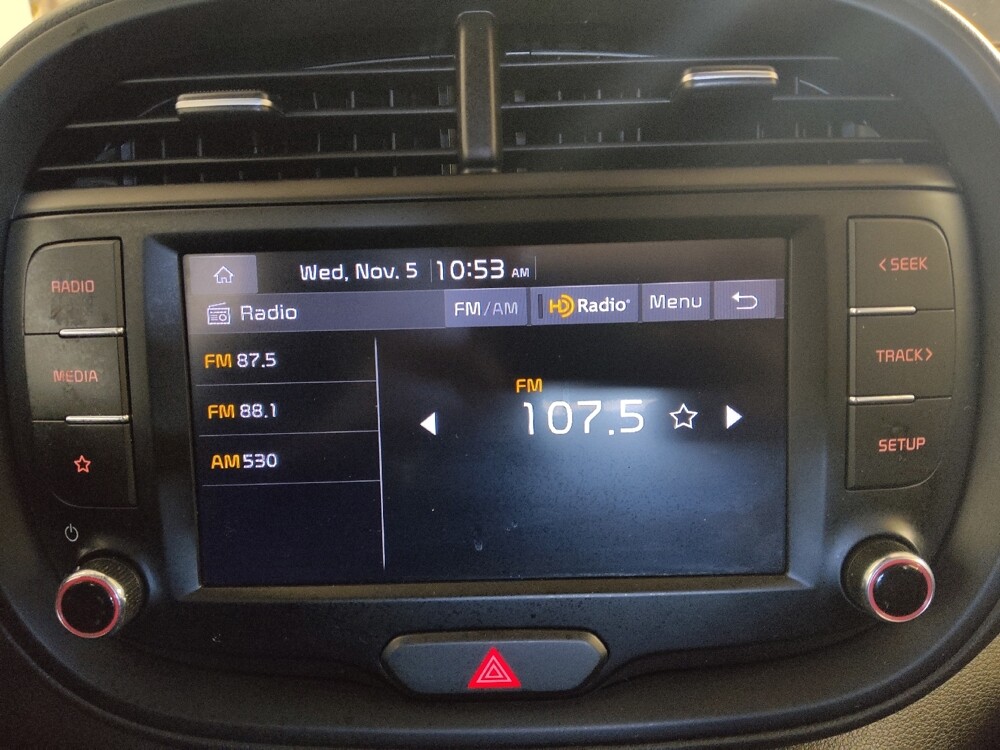 Wed, Nov. 5 10:53 AM
RADIO
Radio FM/AM HD Radio® Menu
< SEEK
FM 87.5
MEDIA
FM 88.1
AM 530
FM
107.5
TRACK >
SETUP